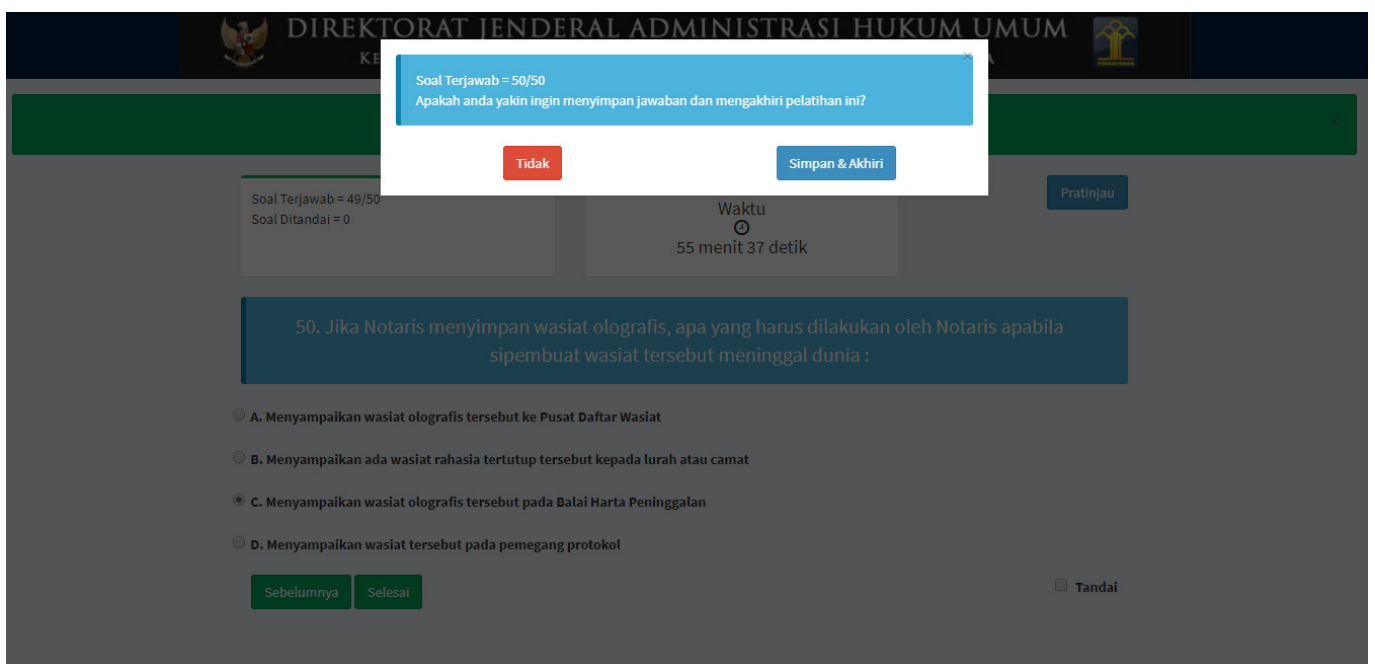 DIREKTORAT JENDERAL ADMINISTRASI HUKUM UMUM
KE
Soal Terjawab = 50/50
Apakah anda yakin ingin menyimpan jawaban dan mengakhiri pelatihan ini?
Tidak
Simpan & Akhiri
Soal Terjawab = 49/50
Soal Ditandai = 0
Waktu
55 menit 37 detik
Pratinjau
50. Jika Notaris menyimpan wasiat olografis, apa yang harus dilakukan oleh Notaris apabila
sipembuat wasiat tersebut meninggal dunia :
A. Menyampaikan wasiat olografis tersebut ke Pusat Daftar Wasiat
B. Menyampaikan ada wasiat rahasia tertutup tersebut kepada lurah atau camat
C. Menyampaikan wasiat olografis tersebut pada Balai Harta Peninggalan
D. Menyampaikan wasiat tersebut pada pemegang protokol
Sebelumnya
Selesai
Tandai